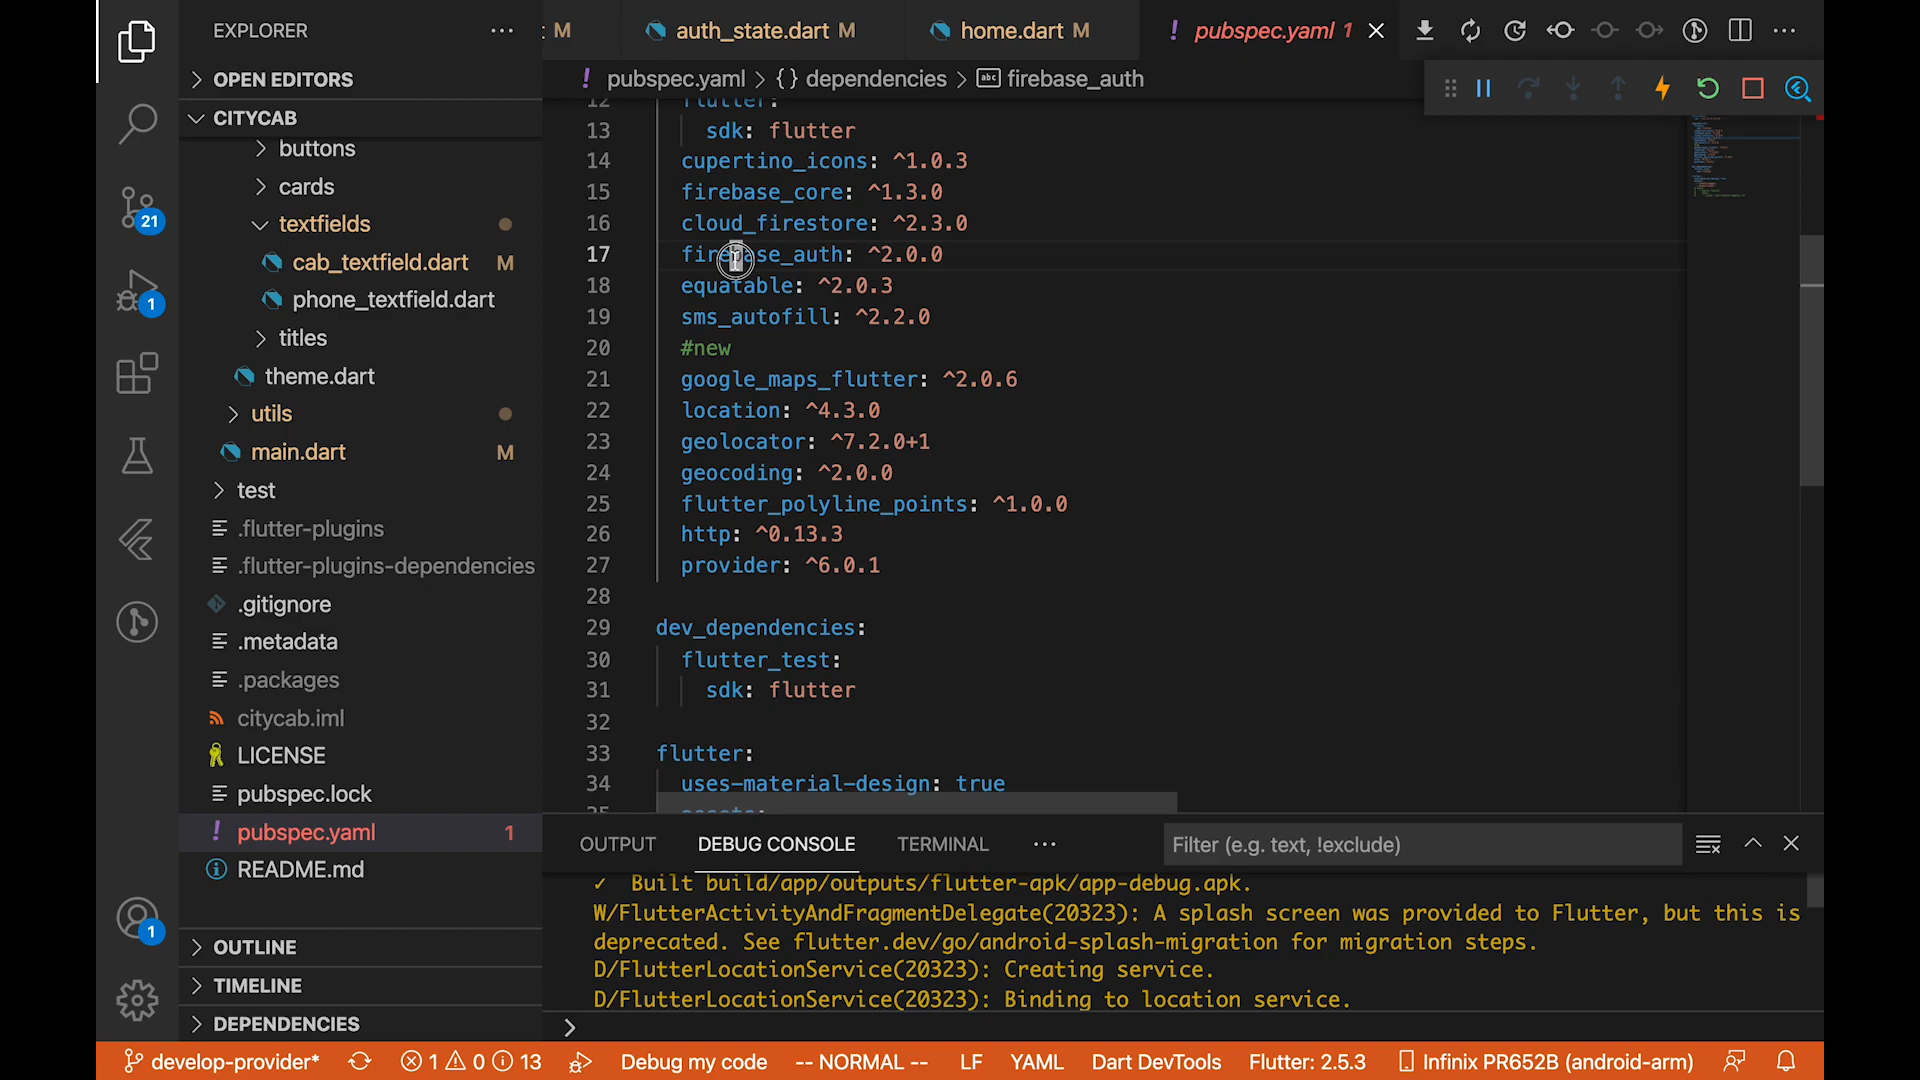 EXPLORER
OPEN EDITORS
CITYCAB
buttons
cards
textfields
cab_textfield.dart M
phone_textfield.dart
titles
theme.dart
utils
main.dart M
test
.flutter-plugins
.flutter-plugins-dependencies
.gitignore
.metadata
.packages
citycab.iml
LICENSE
pubspec.lock
pubspec.yaml 1
README.md
OUTLINE
TIMELINE
DEPENDENCIES
21
1
1
: M auth_state.dart M home.dart M ! pubspec.yaml 1
! pubspec.yaml > {} dependencies > abc firebase_auth
12 flutter:
13 sdk: flutter
14 cupertino_icons: ^1.0.3
15 firebase_core: ^1.3.0
16 cloud_firestore: ^2.3.0
17 firebase_auth: ^2.0.0
18 equatable: ^2.0.3
19 sms_autofill: ^2.2.0
20 #new
21 google_maps_flutter: ^2.0.6
22 location: ^4.3.0
23 geolocator: ^7.2.0+1
24 geocoding: ^2.0.0
25 flutter_polyline_points: ^1.0.0
26 http: ^0.13.3
27 provider: ^6.0.1
28
29 dev_dependencies:
30 flutter_test:
31 sdk: flutter
32
33 flutter:
34 uses-material-design: true
35 assets:
OUTPUT DEBUG CONSOLE TERMINAL ··· Filter (e.g. text, !exclude)
✓ Built build/app/outputs/flutter-apk/app-debug.apk.
W/FlutterActivityAndFragmentDelegate(20323): A splash screen was provided to Flutter, but this is
deprecated. See flutter.dev/go/android-splash-migration for migration steps.
D/FlutterLocationService(20323): Creating service.
D/FlutterLocationService(20323): Binding to location service.
develop-provider* 1 0 13 Debug my code -- NORMAL -- LF YAML Dart DevTools Flutter: 2.5.3 Infinix PR652B (android-arm)